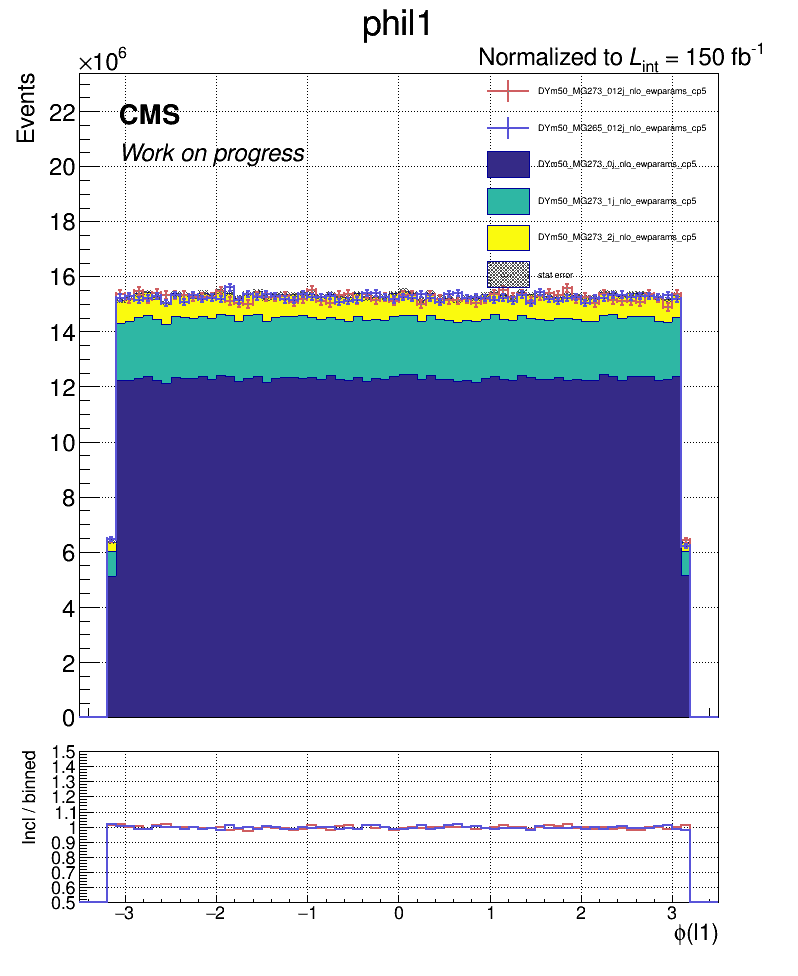 phil1
×10⁶
Normalized to Lint = 150 fb⁻¹
Events
CMS
Work on progress
DYm50_MG273_012j_nlo_ewparams_cp5
DYm50_MG265_012j_nlo_ewparams_cp5
DYm50_MG273_0j_nlo_ewparams_cp5
DYm50_MG273_1j_nlo_ewparams_cp5
DYm50_MG273_2j_nlo_ewparams_cp5
stat error
22
20
18
16
14
12
10
8
6
4
2
0
Incl / binned
1.5
1.4
1.3
1.2
1.1
1
0.9
0.8
0.7
0.6
0.5
−3 −2 −1 0 1 2 3
ϕ(l1)